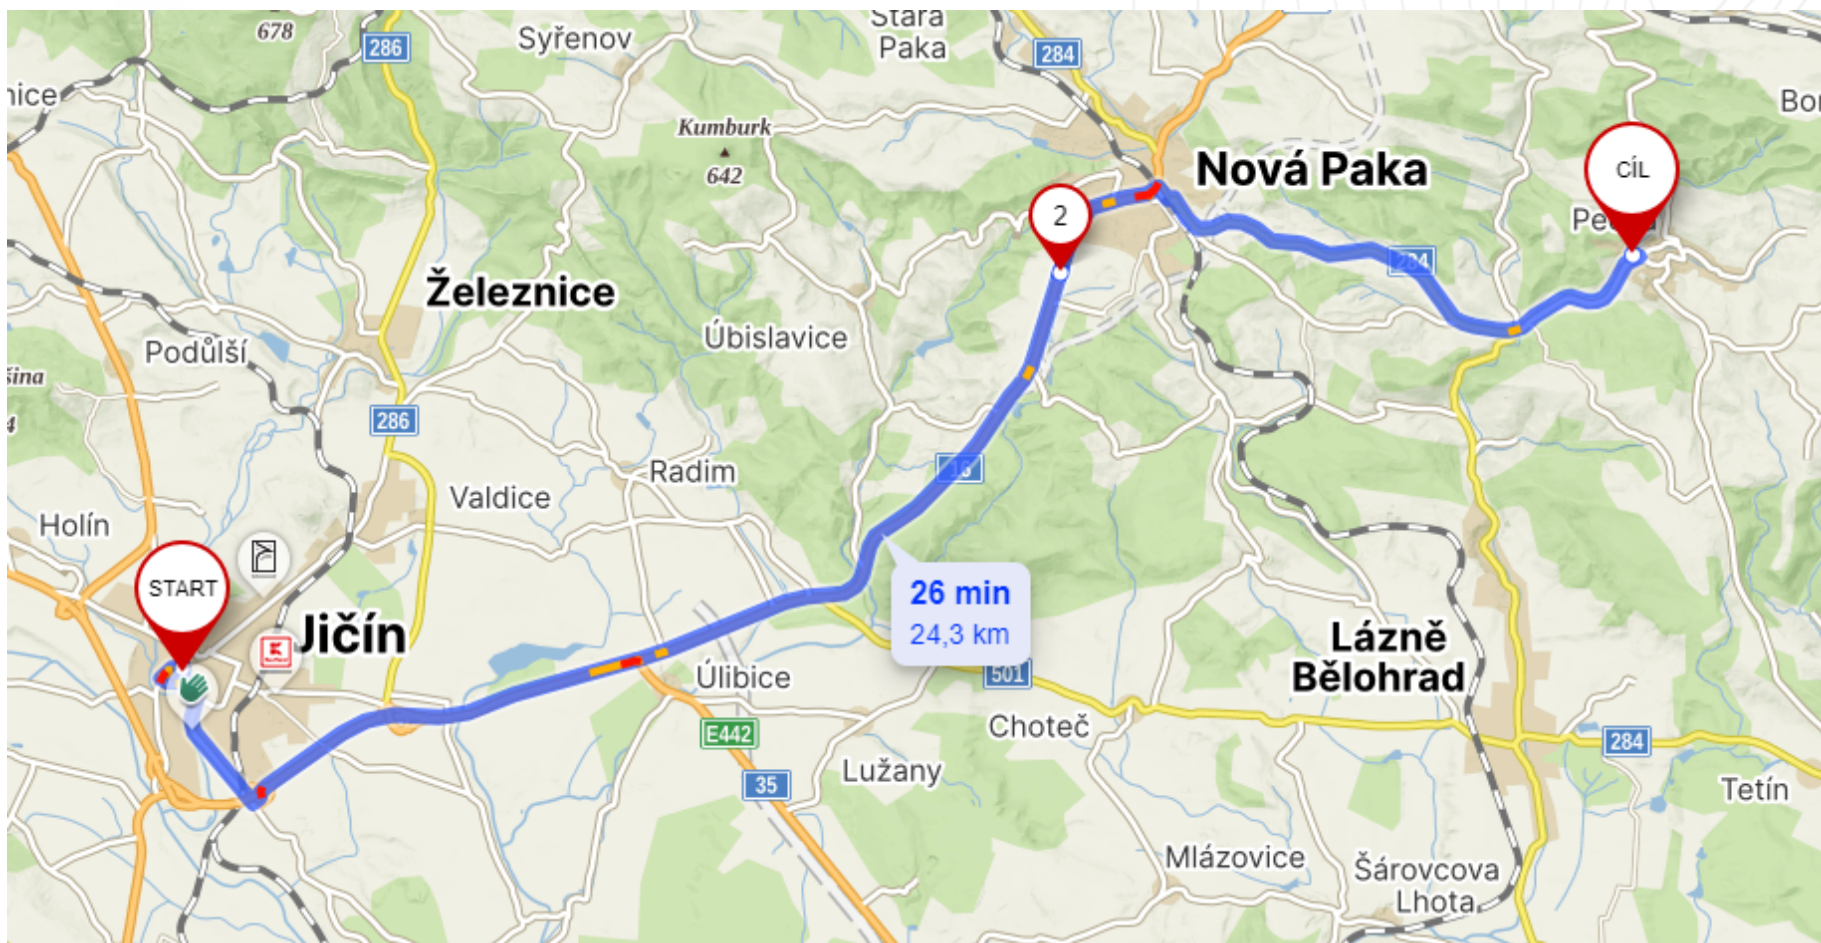 678
286
Syřenov
Stará
Paka
284
Kumburk
642
Nová Paka
CÍL
2
Železnice
Úbislavice
284
Podůlší
286
16
Radim
Valdice
Holín
START
26 min
24,3 km
Jičín
Lázně
Bělohrad
Úlibice
501
Choteč
E442
284
35
Lužany
Tetín
Mlázovice
Šárovcova
Lhota